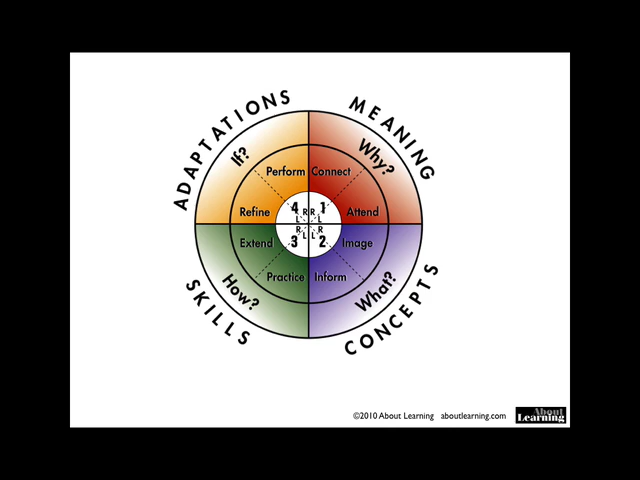 ADAPTATIONS
MEANING
If?
Why?
Perform
Connect
Refine
Attend
4
R
R
1
L
L
R
R
3
L
L
2
Extend
Image
Practice
Inform
How?
What?
SKILLS
CONCEPTS
©2010 About Learning aboutlearning.com
About
Learning